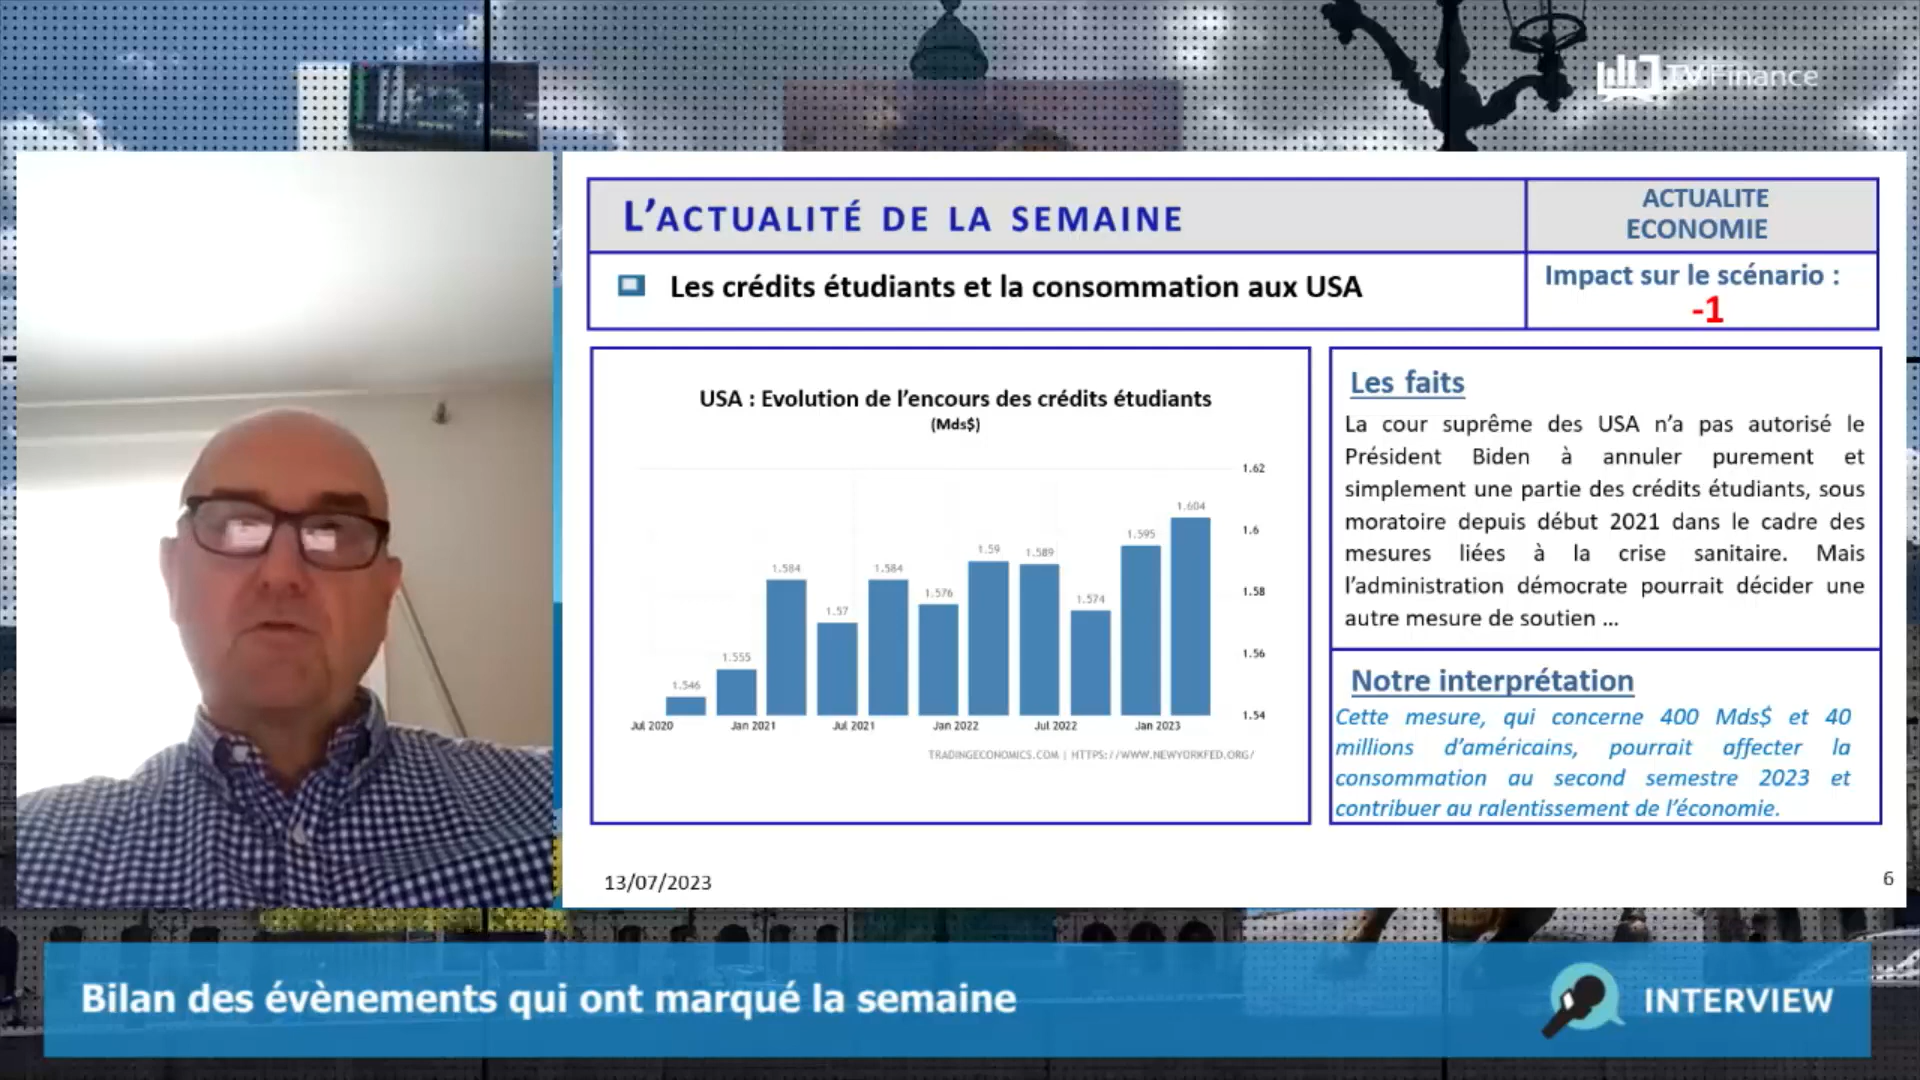 TVFinance
L'ACTUALITÉ DE LA SEMAINE
ACTUALITE
ECONOMIE
Les crédits étudiants et la consommation aux USA
Impact sur le scénario :
-1
USA : Evolution de l'encours des crédits étudiants
(Mds$)
1.62
1.6
1.58
1.56
1.54
1.546
1.555
1.584
1.57
1.584
1.576
1.59
1.589
1.574
1.595
1.604
Jul 2020
Jan 2021
Jul 2021
Jan 2022
Jul 2022
Jan 2023
TRADINGECONOMICS.COM | HTTPS://WWW.NEWYORKFED.ORG/
Les faits
La cour suprême des USA n'a pas autorisé le
Président Biden à annuler purement et
simplement une partie des crédits étudiants, sous
moratoire depuis début 2021 dans le cadre des
mesures liées à la crise sanitaire. Mais
l'administration démocrate pourrait décider une
autre mesure de soutien ...
Notre interprétation
Cette mesure, qui concerne 400 Mds$ et 40
millions d'américains, pourrait affecter la
consommation au second semestre 2023 et
contribuer au ralentissement de l'économie.
13/07/2023
6
Bilan des évènements qui ont marqué la semaine
INTERVIEW